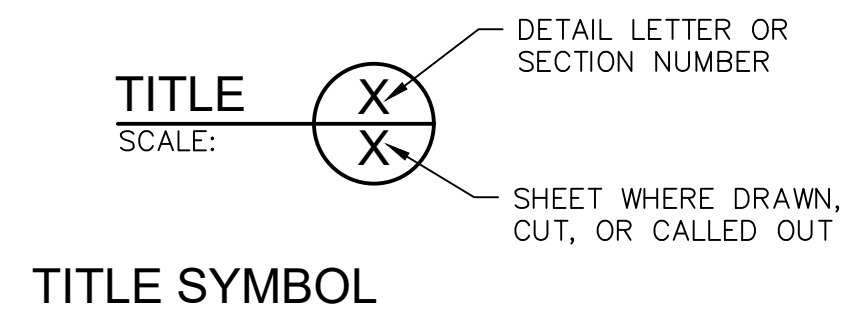 DETAIL LETTER OR
SECTION NUMBER
TITLE
X
SCALE:
X
SHEET WHERE DRAWN,
CUT, OR CALLED OUT
TITLE SYMBOL